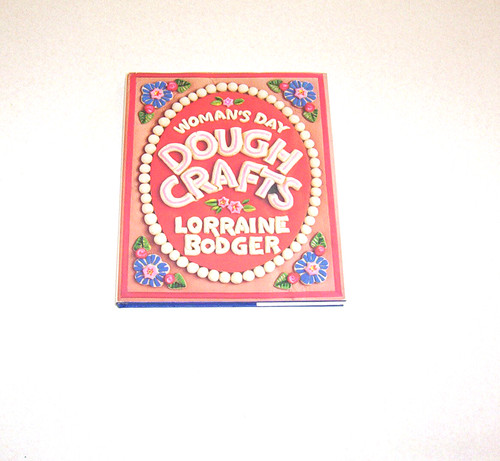 WOMAN'S DAY
DOUGH
CRAFTS
LORRAINE
BODGER